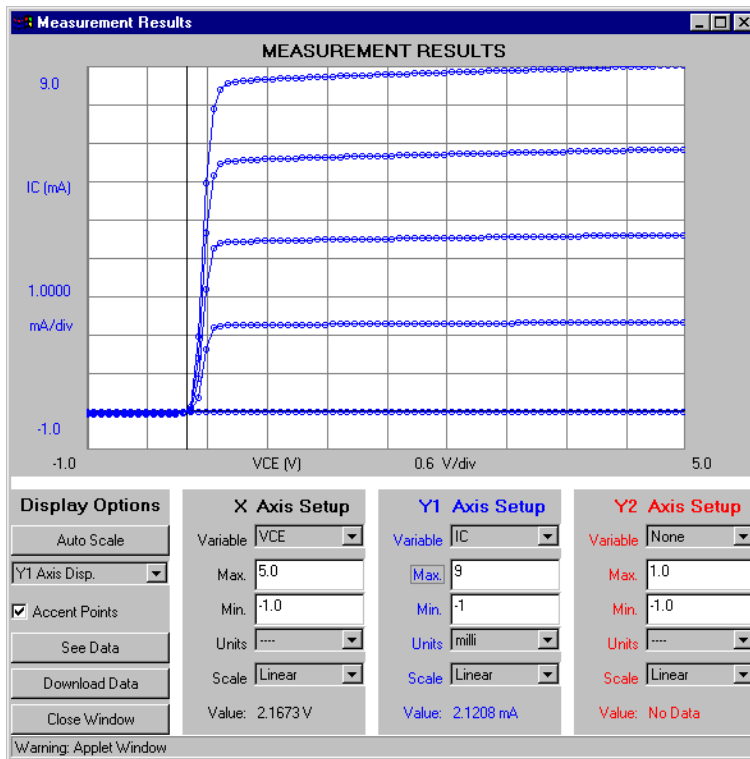 Measurement Results
MEASUREMENT RESULTS
9.0
IC (mA)
1.0000
mA/div
-1.0
-1.0 VCE (V) 0.6 V/div 5.0
Display Options
Auto Scale
Y1 Axis Disp.
Accent Points
See Data
Download Data
Close Window
X Axis Setup
Variable VCE
Max. 5.0
Min. -1.0
Units ----
Scale Linear
Value: 2.1673 V
Y1 Axis Setup
Variable IC
Max. 9
Min. -1
Units milli
Scale Linear
Value: 2.1208 mA
Y2 Axis Setup
Variable None
Max. 1.0
Min. -1.0
Units ----
Scale Linear
Value: No Data
Warning: Applet Window